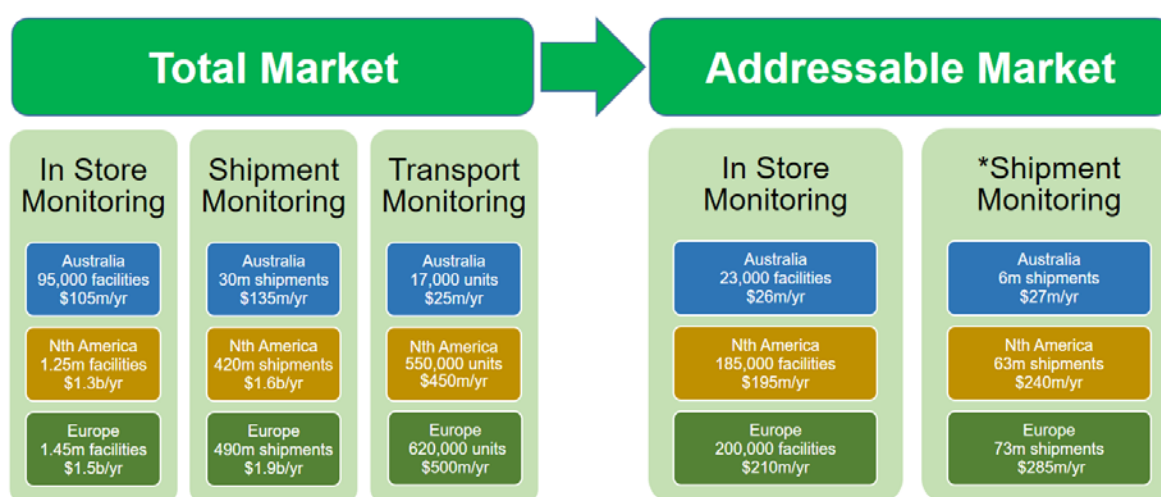 Total Market
Addressable Market
In Store
Monitoring
Australia
95,000 facilities
$105m/yr
Nth America
1.25m facilities
$1.3b/yr
Europe
1.45m facilities
$1.5b/yr
Shipment
Monitoring
Australia
30m shipments
$135m/yr
Nth America
420m shipments
$1.6b/yr
Europe
490m shipments
$1.9b/yr
Transport
Monitoring
Australia
17,000 units
$25m/yr
Nth America
550,000 units
$450m/yr
Europe
620,000 units
$500m/yr
In Store
Monitoring
Australia
23,000 facilities
$26m/yr
Nth America
185,000 facilities
$195m/yr
Europe
200,000 facilities
$210m/yr
*Shipment
Monitoring
Australia
6m shipments
$27m/yr
Nth America
63m shipments
$240m/yr
Europe
73m shipments
$285m/yr